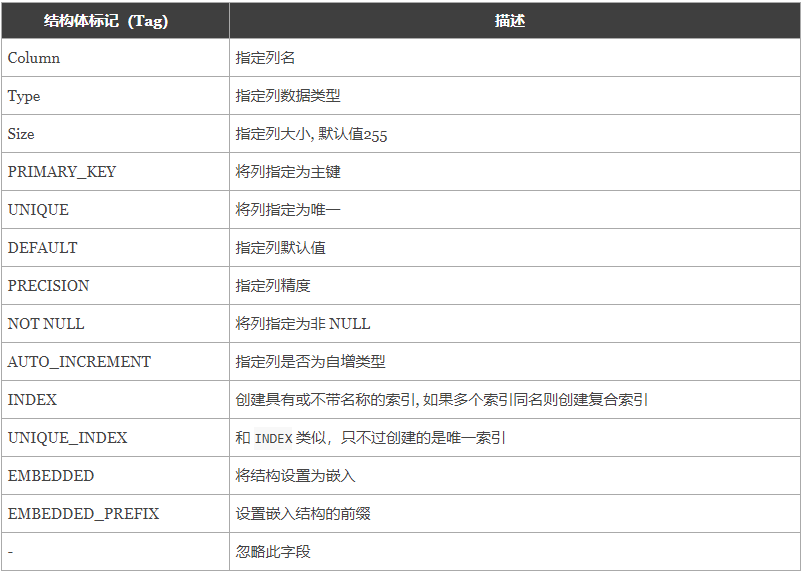 结构体标记（Tag） 描述
Column 指定列名
Type 指定列数据类型
Size 指定列大小, 默认值255
PRIMARY_KEY 将列指定为主键
UNIQUE 将列指定为唯一
DEFAULT 指定列默认值
PRECISION 指定列精度
NOT NULL 将列指定为非 NULL
AUTO_INCREMENT 指定列是否为自增类型
INDEX 创建具有或不带名称的索引, 如果多个索引同名则创建复合索引
UNIQUE_INDEX 和 INDEX 类似，只不过创建的是唯一索引
EMBEDDED 将结构设置为嵌入
EMBEDDED_PREFIX 设置嵌入结构的前缀
- 忽略此字段